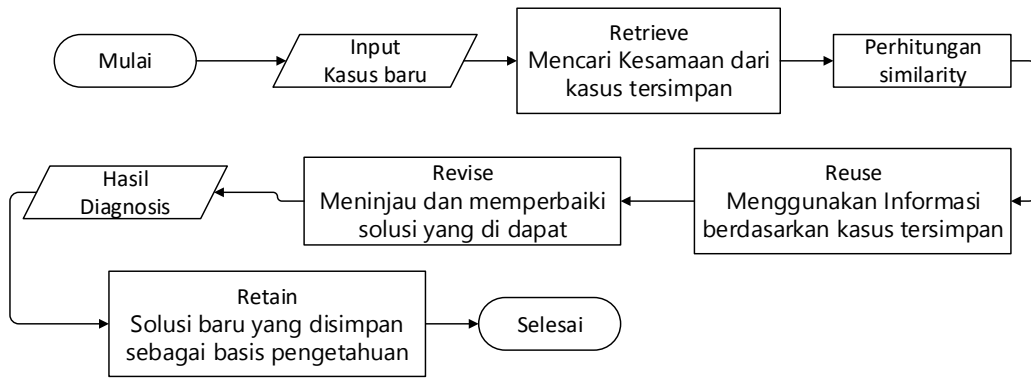 Mulai
Input
Kasus baru
Retrieve
Mencari Kesamaan dari
kasus tersimpan
Perhitungan
similarity
Reuse
Menggunakan Informasi
berdasarkan kasus tersimpan
Revise
Meninjau dan memperbaiki
solusi yang di dapat
Hasil
Diagnosis
Retain
Solusi baru yang disimpan
sebagai basis pengetahuan
Selesai